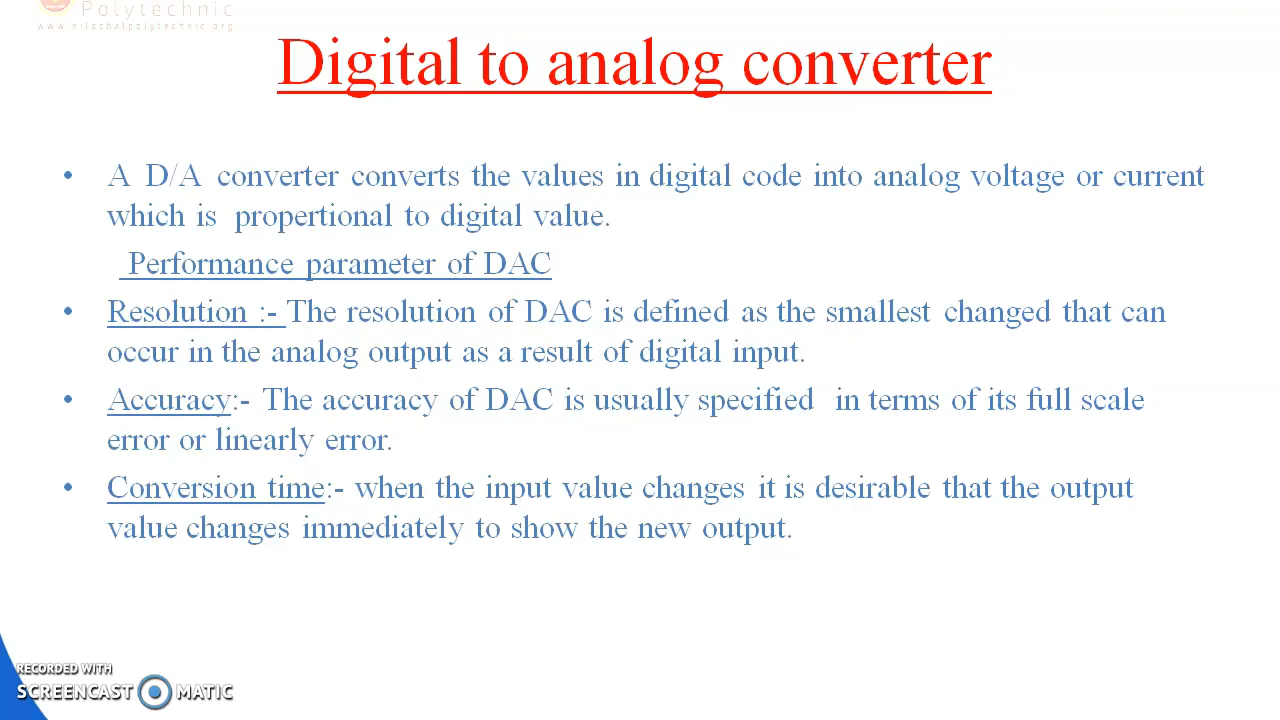 Polytechnic
www.nilachalpolytechnic.org
Digital to analog converter
• A D/A converter converts the values in digital code into analog voltage or current
which is propertional to digital value.
Performance parameter of DAC
• Resolution :- The resolution of DAC is defined as the smallest changed that can
occur in the analog output as a result of digital input.
• Accuracy:- The accuracy of DAC is usually specified in terms of its full scale
error or linearly error.
• Conversion time:- when the input value changes it is desirable that the output
value changes immediately to show the new output.
RECORDED WITH
SCREENCAST MATIC